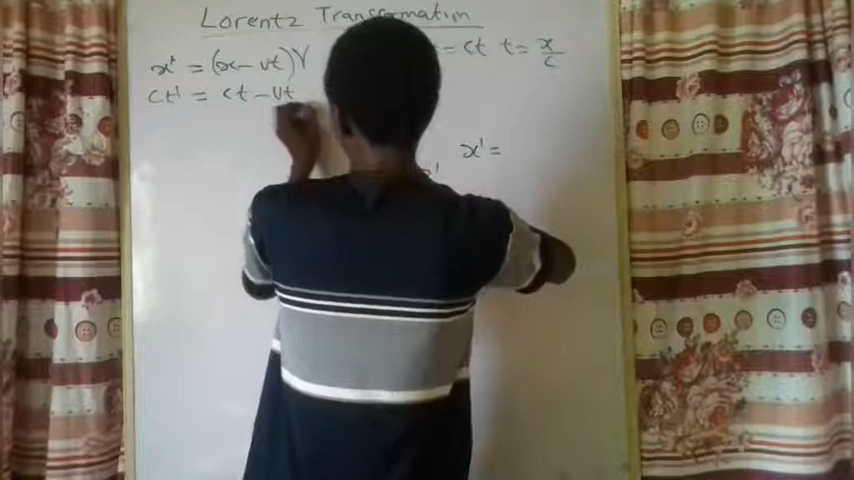 Lorentz Transformation
x' = (x - vt)γ = ct t = x/c
ct' = ct - vt
x' =